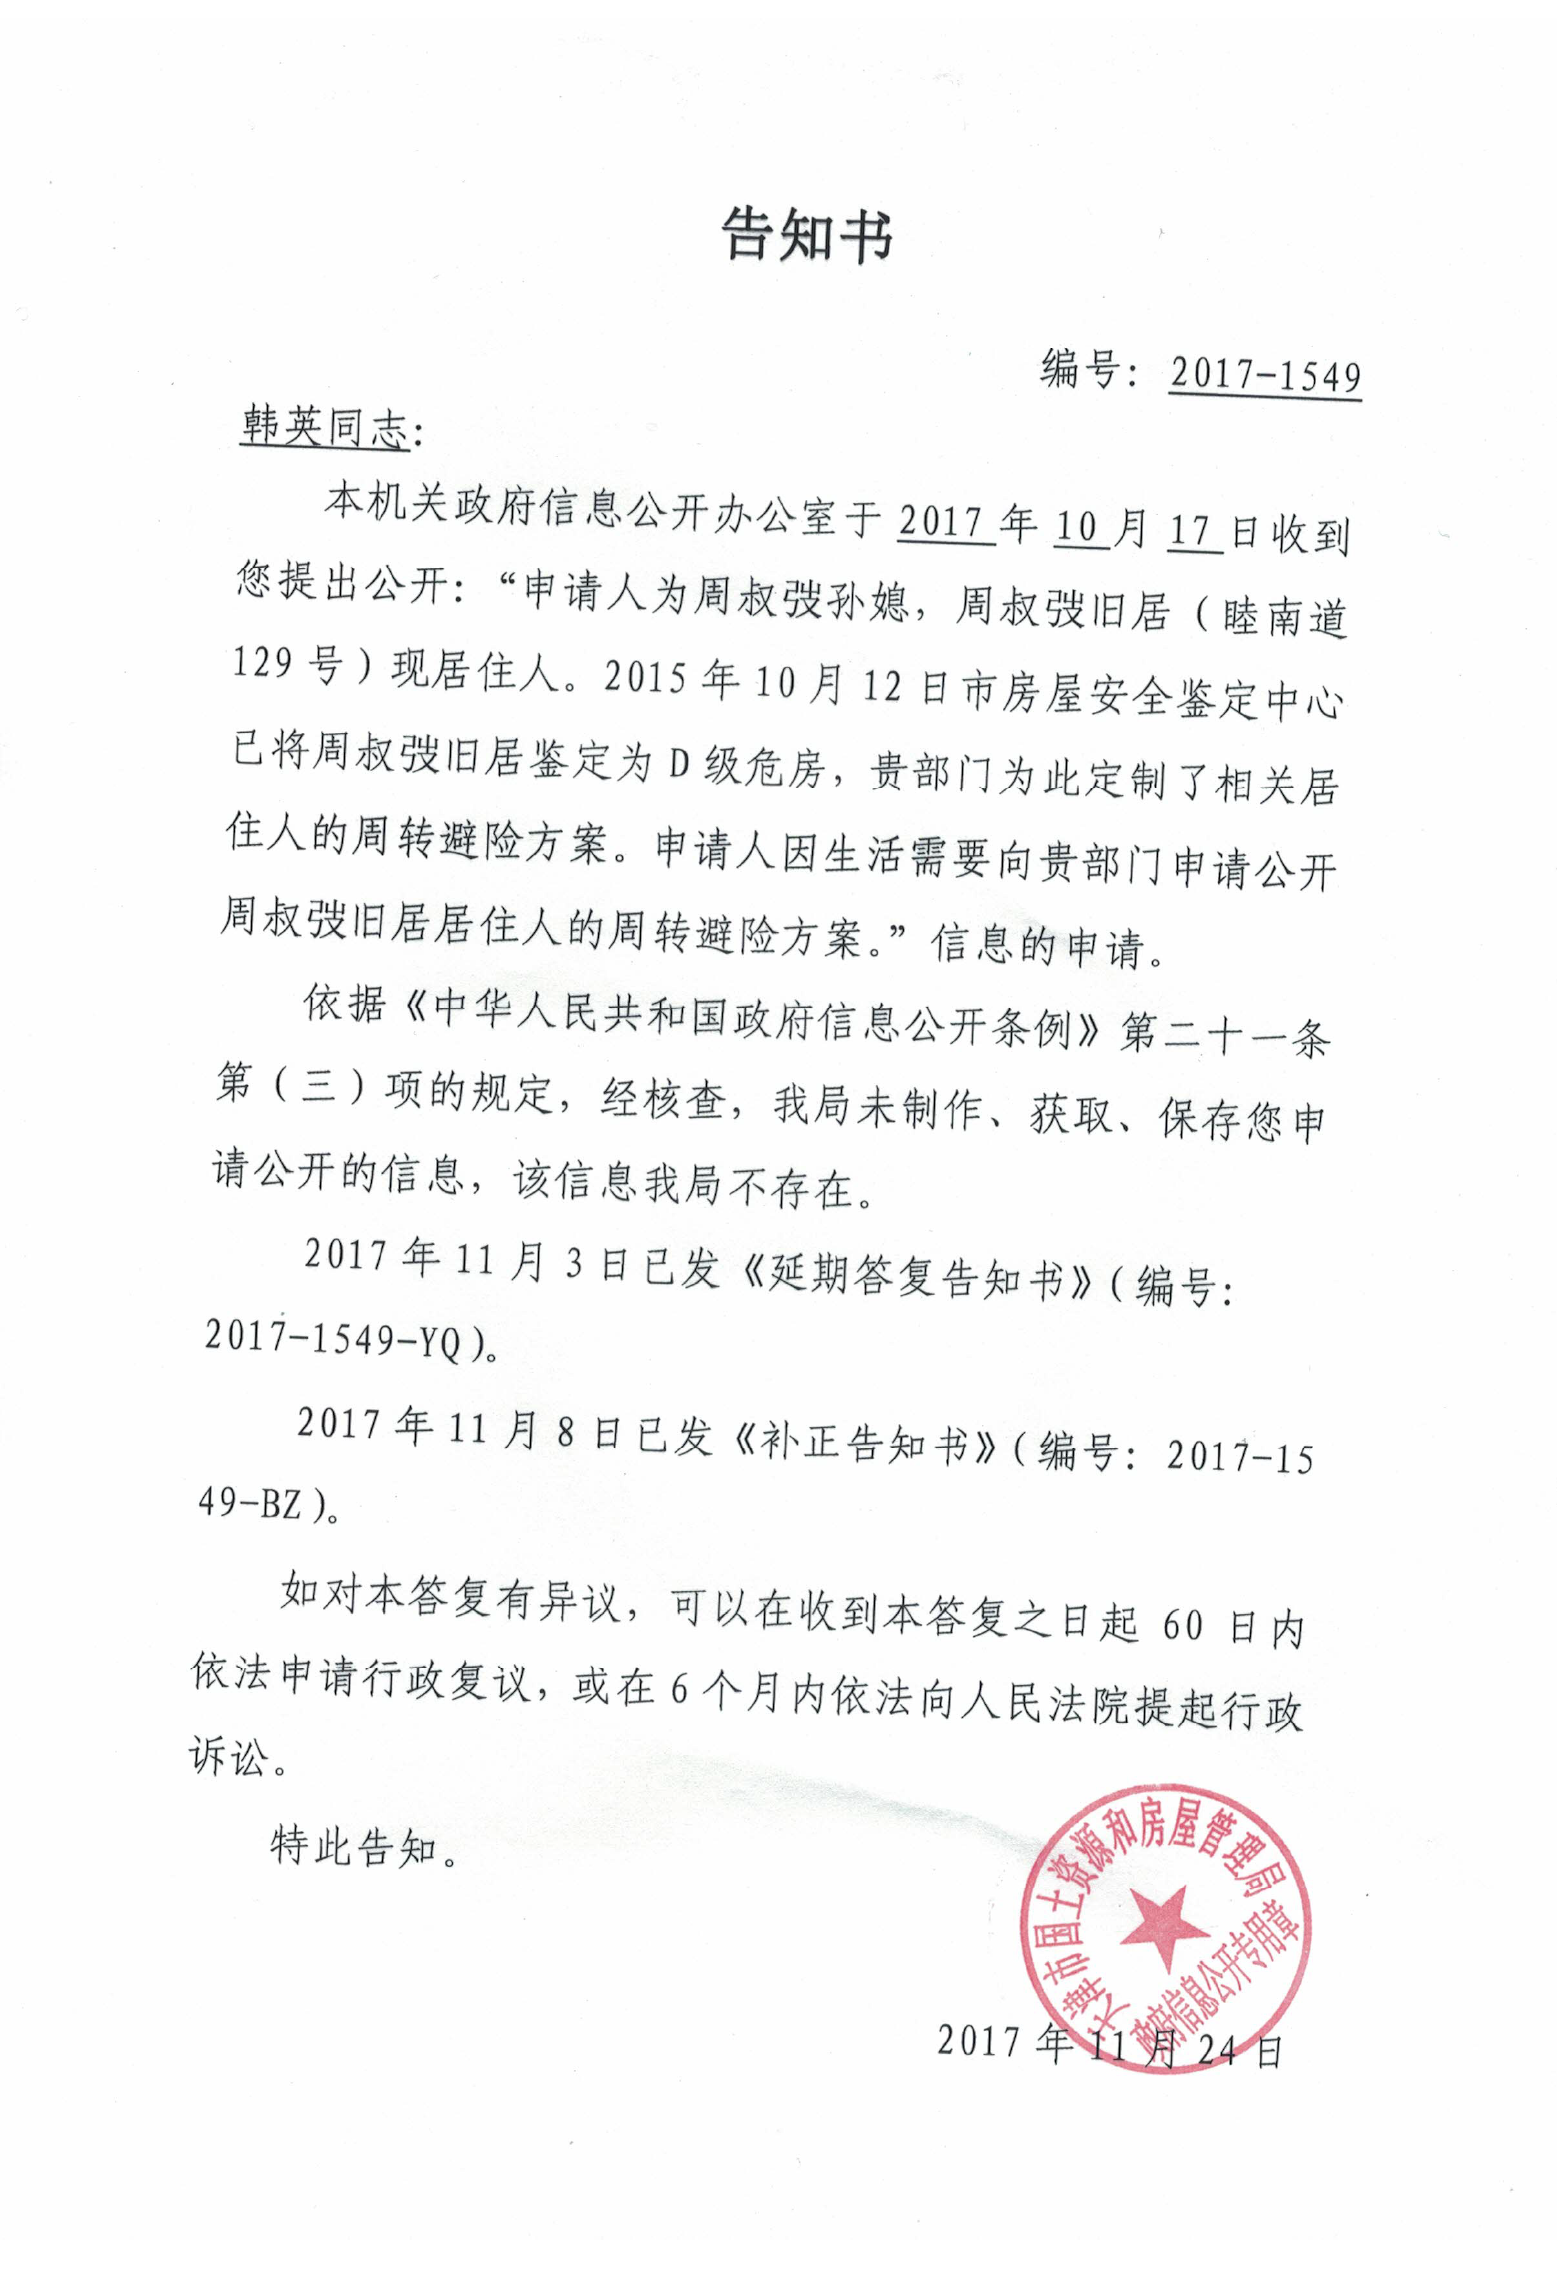 告知书
编号：2017-1549
韩英同志：
本机关政府信息公开办公室于 2017 年 10 月 17 日收到
您提出公开：“申请人为周叔弢孙媳，周叔弢旧居（睦南道
129 号）现居住人。2015 年 10 月 12 日市房屋安全鉴定中心
已将周叔弢旧居鉴定为 D 级危房，贵部门为此定制了相关居
住人的周转避险方案。申请人因生活需要向贵部门申请公开
周叔弢旧居居住人的周转避险方案。”信息的申请。
依据《中华人民共和国政府信息公开条例》第二十一条
第（三）项的规定，经核查，我局未制作、获取、保存您申
请公开的信息，该信息我局不存在。
2017 年 11 月 3 日已发《延期答复告知书》（编号：
2017-1549-YQ）。
2017 年 11 月 8 日已发《补正告知书》（编号：2017-15
49-BZ）。
如对本答复有异议，可以在收到本答复之日起 60 日内
依法申请行政复议，或在 6 个月内依法向人民法院提起行政
诉讼。
特此告知。
天津市国土资源和房屋管理局
政府信息公开专用章
2017 年 11 月 24 日